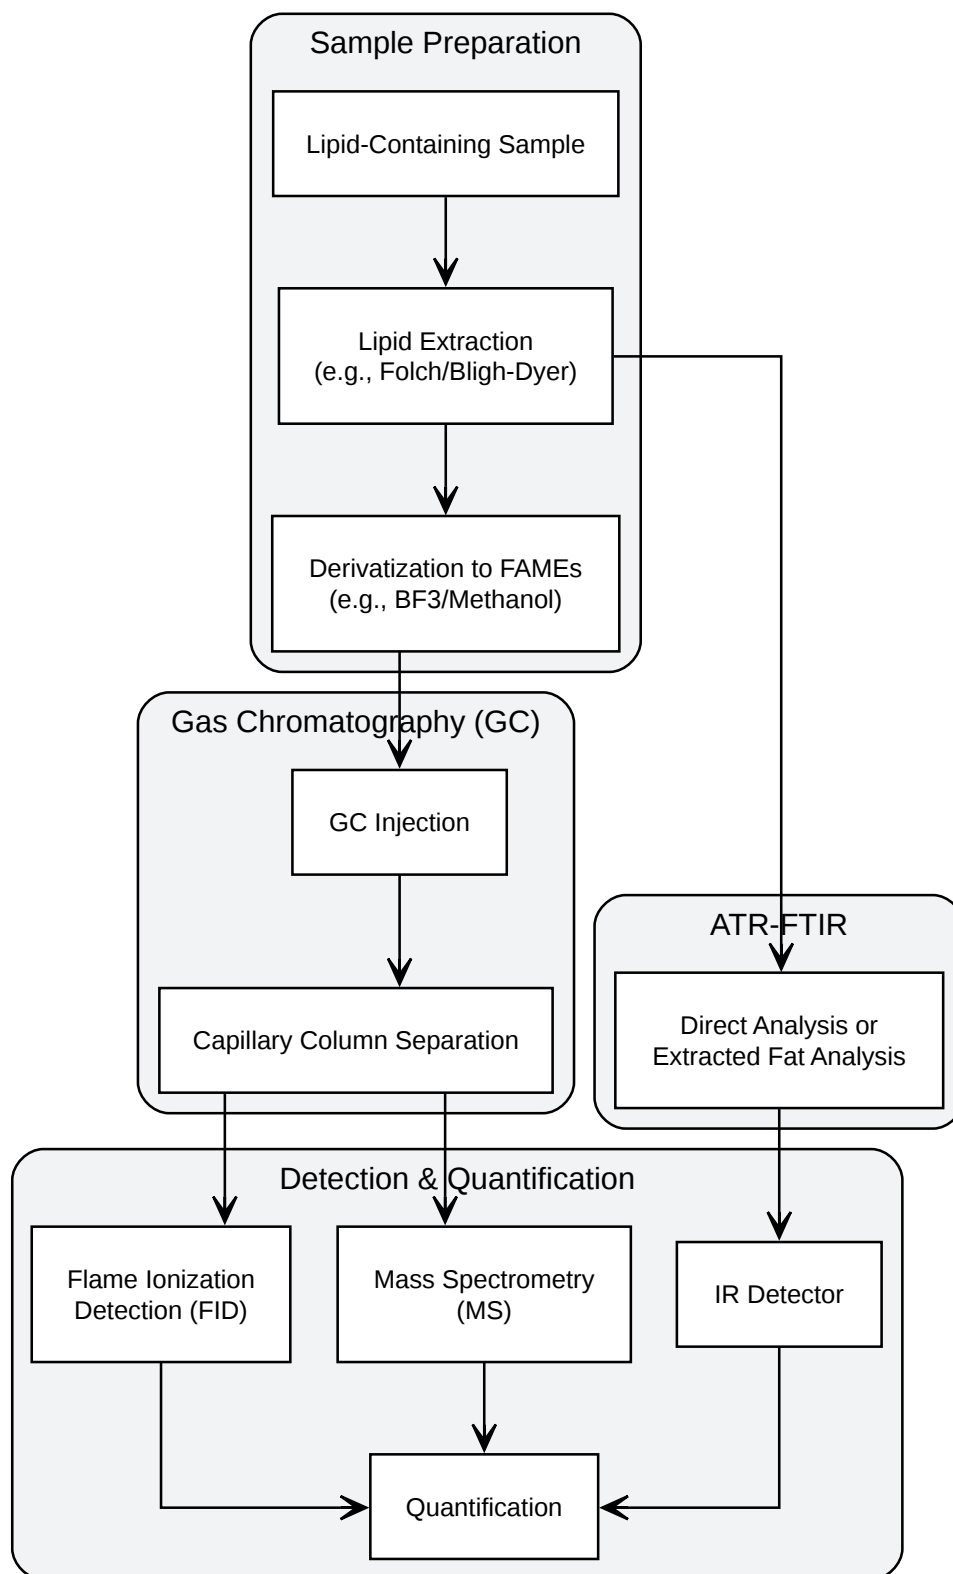 Sample Preparation
Lipid-Containing Sample
Lipid Extraction
(e.g., Folch/Bligh-Dyer)
Derivatization to FAMEs
(e.g., BF3/Methanol)
Gas Chromatography (GC)
GC Injection
Capillary Column Separation
ATR-FTIR
Direct Analysis or
Extracted Fat Analysis
Detection & Quantification
Flame Ionization
Detection (FID)
Mass Spectrometry
(MS)
IR Detector
Quantification